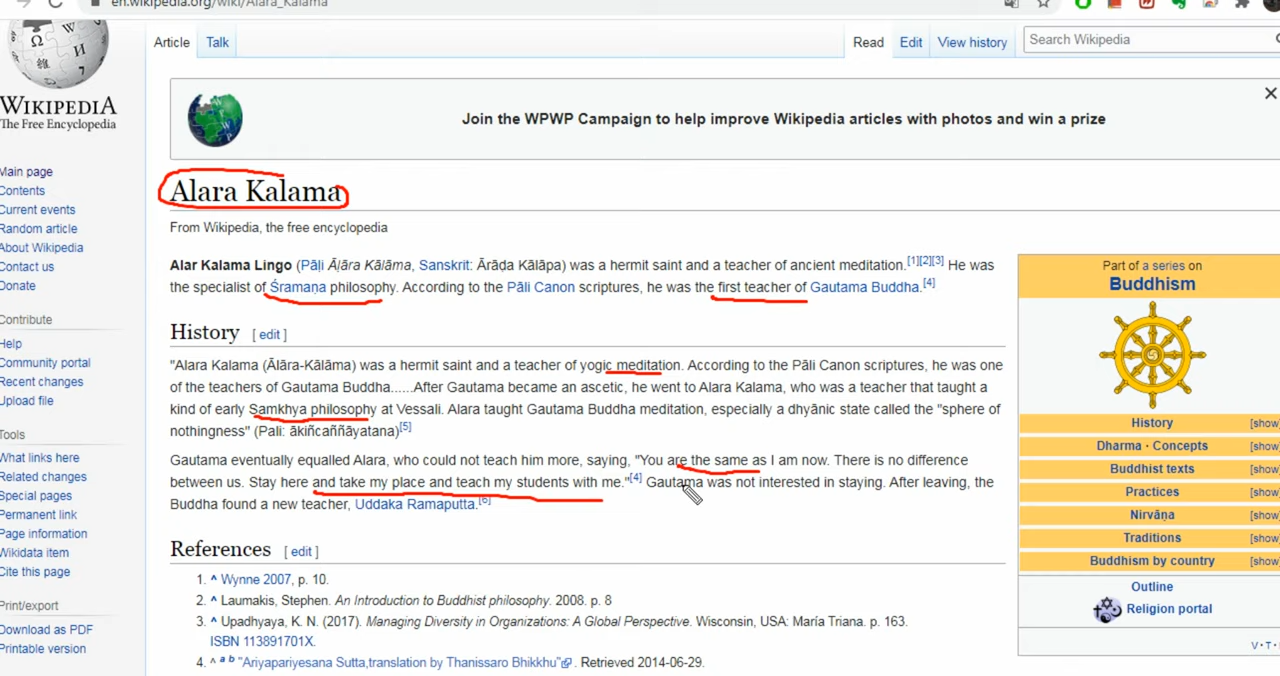 en.wikipedia.org/wiki/Alara_Kalama
WIKIPEDIA
The Free Encyclopedia
Main page
Contents
Current events
Random article
About Wikipedia
Contact us
Donate
Contribute
Help
Community portal
Recent changes
Upload file
Tools
What links here
Related changes
Special pages
Permanent link
Page information
Wikidata item
Cite this page
Print/export
Download as PDF
Printable version
Article Talk
Read Edit View history Search Wikipedia
Join the WPWP Campaign to help improve Wikipedia articles with photos and win a prize
Alara Kalama
From Wikipedia, the free encyclopedia
Alar Kalama Lingo (Pāḷi Āḷāra Kāḷāma, Sanskrit: Ārāḍa Kālāpa) was a hermit saint and a teacher of ancient meditation.[1][2][3] He was
the specialist of Śramaṇa philosophy. According to the Pāli Canon scriptures, he was the first teacher of Gautama Buddha.[4]
History [ edit ]
"Alara Kalama (Ālāra-Kālāma) was a hermit saint and a teacher of yogic meditation. According to the Pāli Canon scriptures, he was one
of the teachers of Gautama Buddha......After Gautama became an ascetic, he went to Alara Kalama, who was a teacher that taught a
kind of early Samkhya philosophy at Vessali. Alara taught Gautama Buddha meditation, especially a dhyānic state called the "sphere of
nothingness" (Pali: ākiñcaññāyatana)[5]
Gautama eventually equalled Alara, who could not teach him more, saying, "You are the same as I am now. There is no difference
between us. Stay here and take my place and teach my students with me."[4] Gautama was not interested in staying. After leaving, the
Buddha found a new teacher, Uddaka Ramaputta.[6]
References [ edit ]
1. ^ Wynne 2007, p. 10.
2. ^ Laumakis, Stephen. An Introduction to Buddhist philosophy. 2008. p. 8
3. ^ Upadhyaya, K. N. (2017). Managing Diversity in Organizations: A Global Perspective. Wisconsin, USA: María Triana. p. 163.
ISBN 113891701X.
4. ^ a b "Ariyapariyesana Sutta,translation by Thanissaro Bhikkhu". Retrieved 2014-06-29.
Part of a series on
Buddhism
History [show]
Dharma · Concepts [show]
Buddhist texts [show]
Practices [show]
Nirvāṇa [show]
Traditions [show]
Buddhism by country [show]
Outline
Religion portal
V · T ·